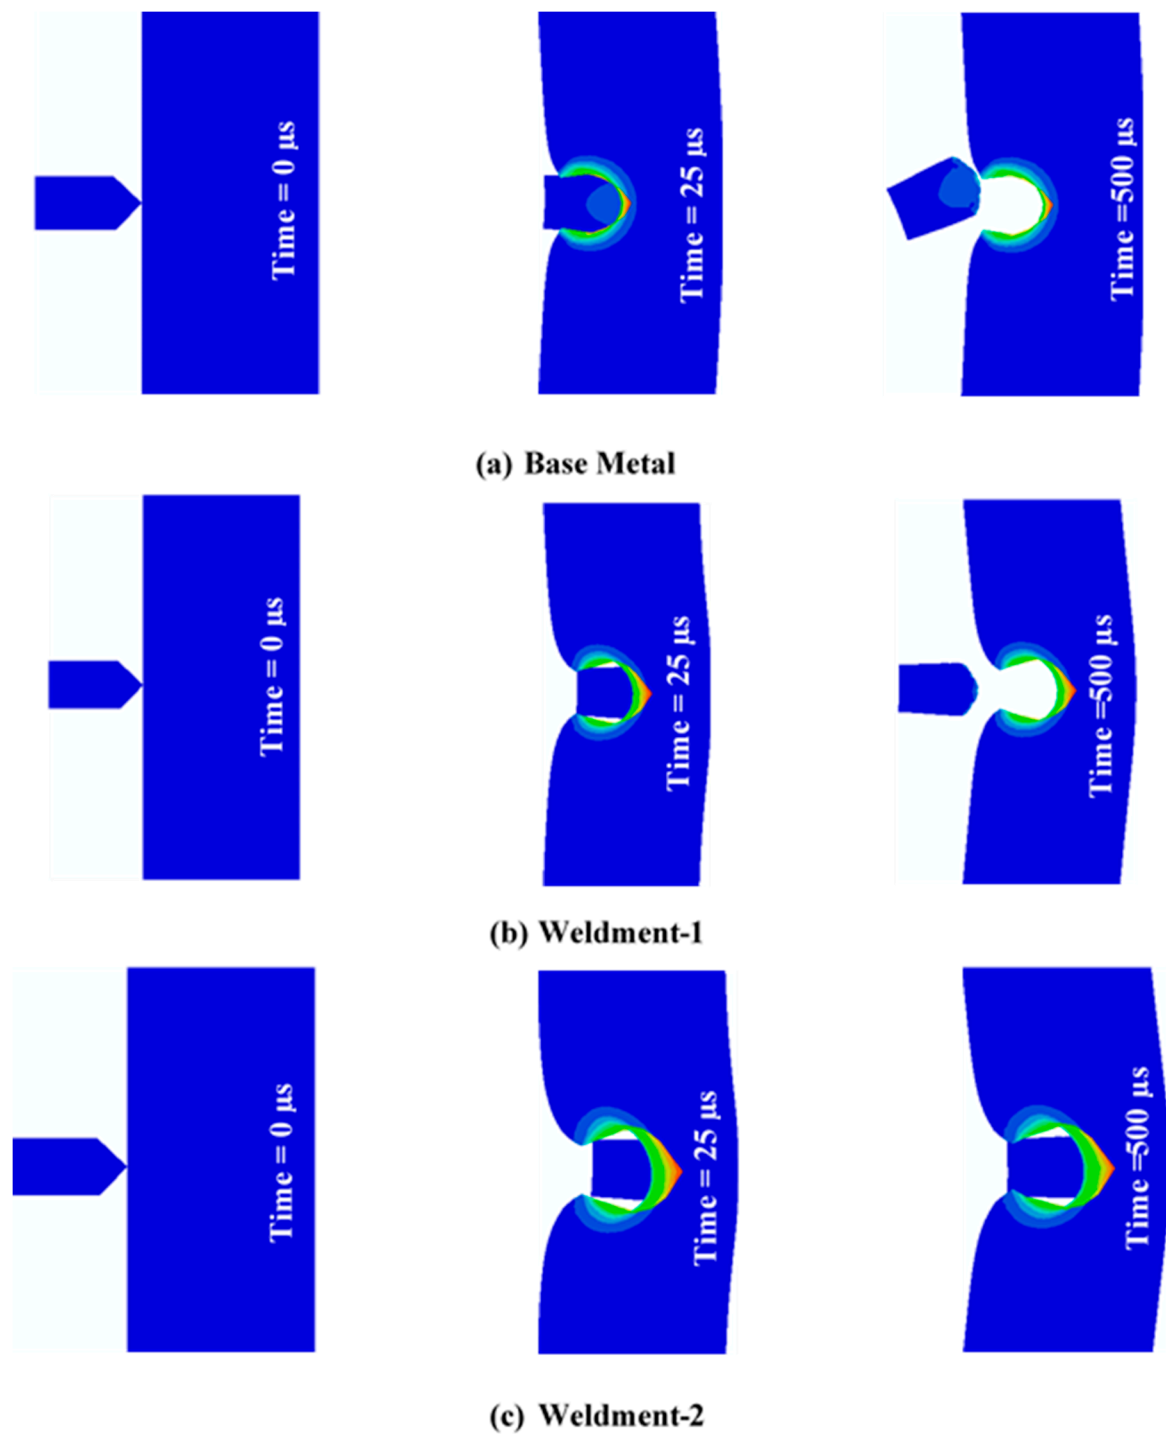 Time = 0 μs
Time = 25 μs
Time =500 μs
(a) Base Metal
Time = 0 μs
Time = 25 μs
Time =500 μs
(b) Weldment-1
Time = 0 μs
Time = 25 μs
Time =500 μs
(c) Weldment-2